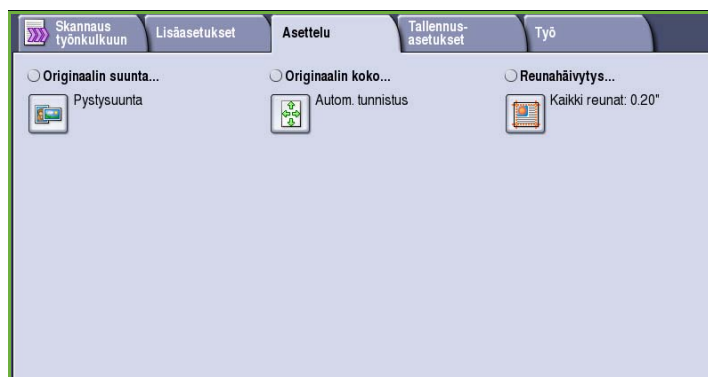 Skannaus
työnkulkuun
Lisäasetukset
Asettelu
Tallennus-
asetukset
Työ
Originaalin suunta...
Pystysuunta
Originaalin koko...
Autom. tunnistus
Reunahäivytys...
Kaikki reunat: 0.20"